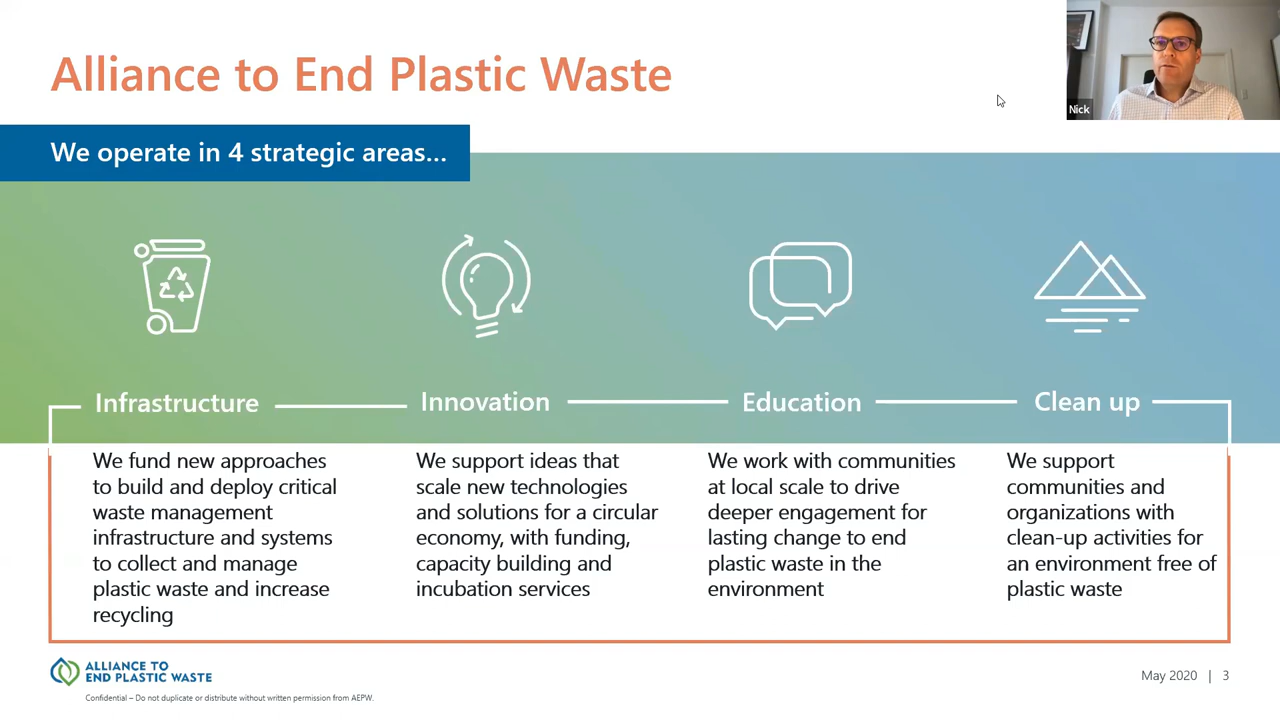 Alliance to End Plastic Waste
Nick
We operate in 4 strategic areas...
Infrastructure
We fund new approaches
to build and deploy critical
waste management
infrastructure and systems
to collect and manage
plastic waste and increase
recycling
Innovation
We support ideas that
scale new technologies
and solutions for a circular
economy, with funding,
capacity building and
incubation services
Education
We work with communities
at local scale to drive
deeper engagement for
lasting change to end
plastic waste in the
environment
Clean up
We support
communities and
organizations with
clean-up activities for
an environment free of
plastic waste
ALLIANCE TO
END PLASTIC WASTE
Confidential – Do not duplicate or distribute without written permission from AEPW.
May 2020 | 3